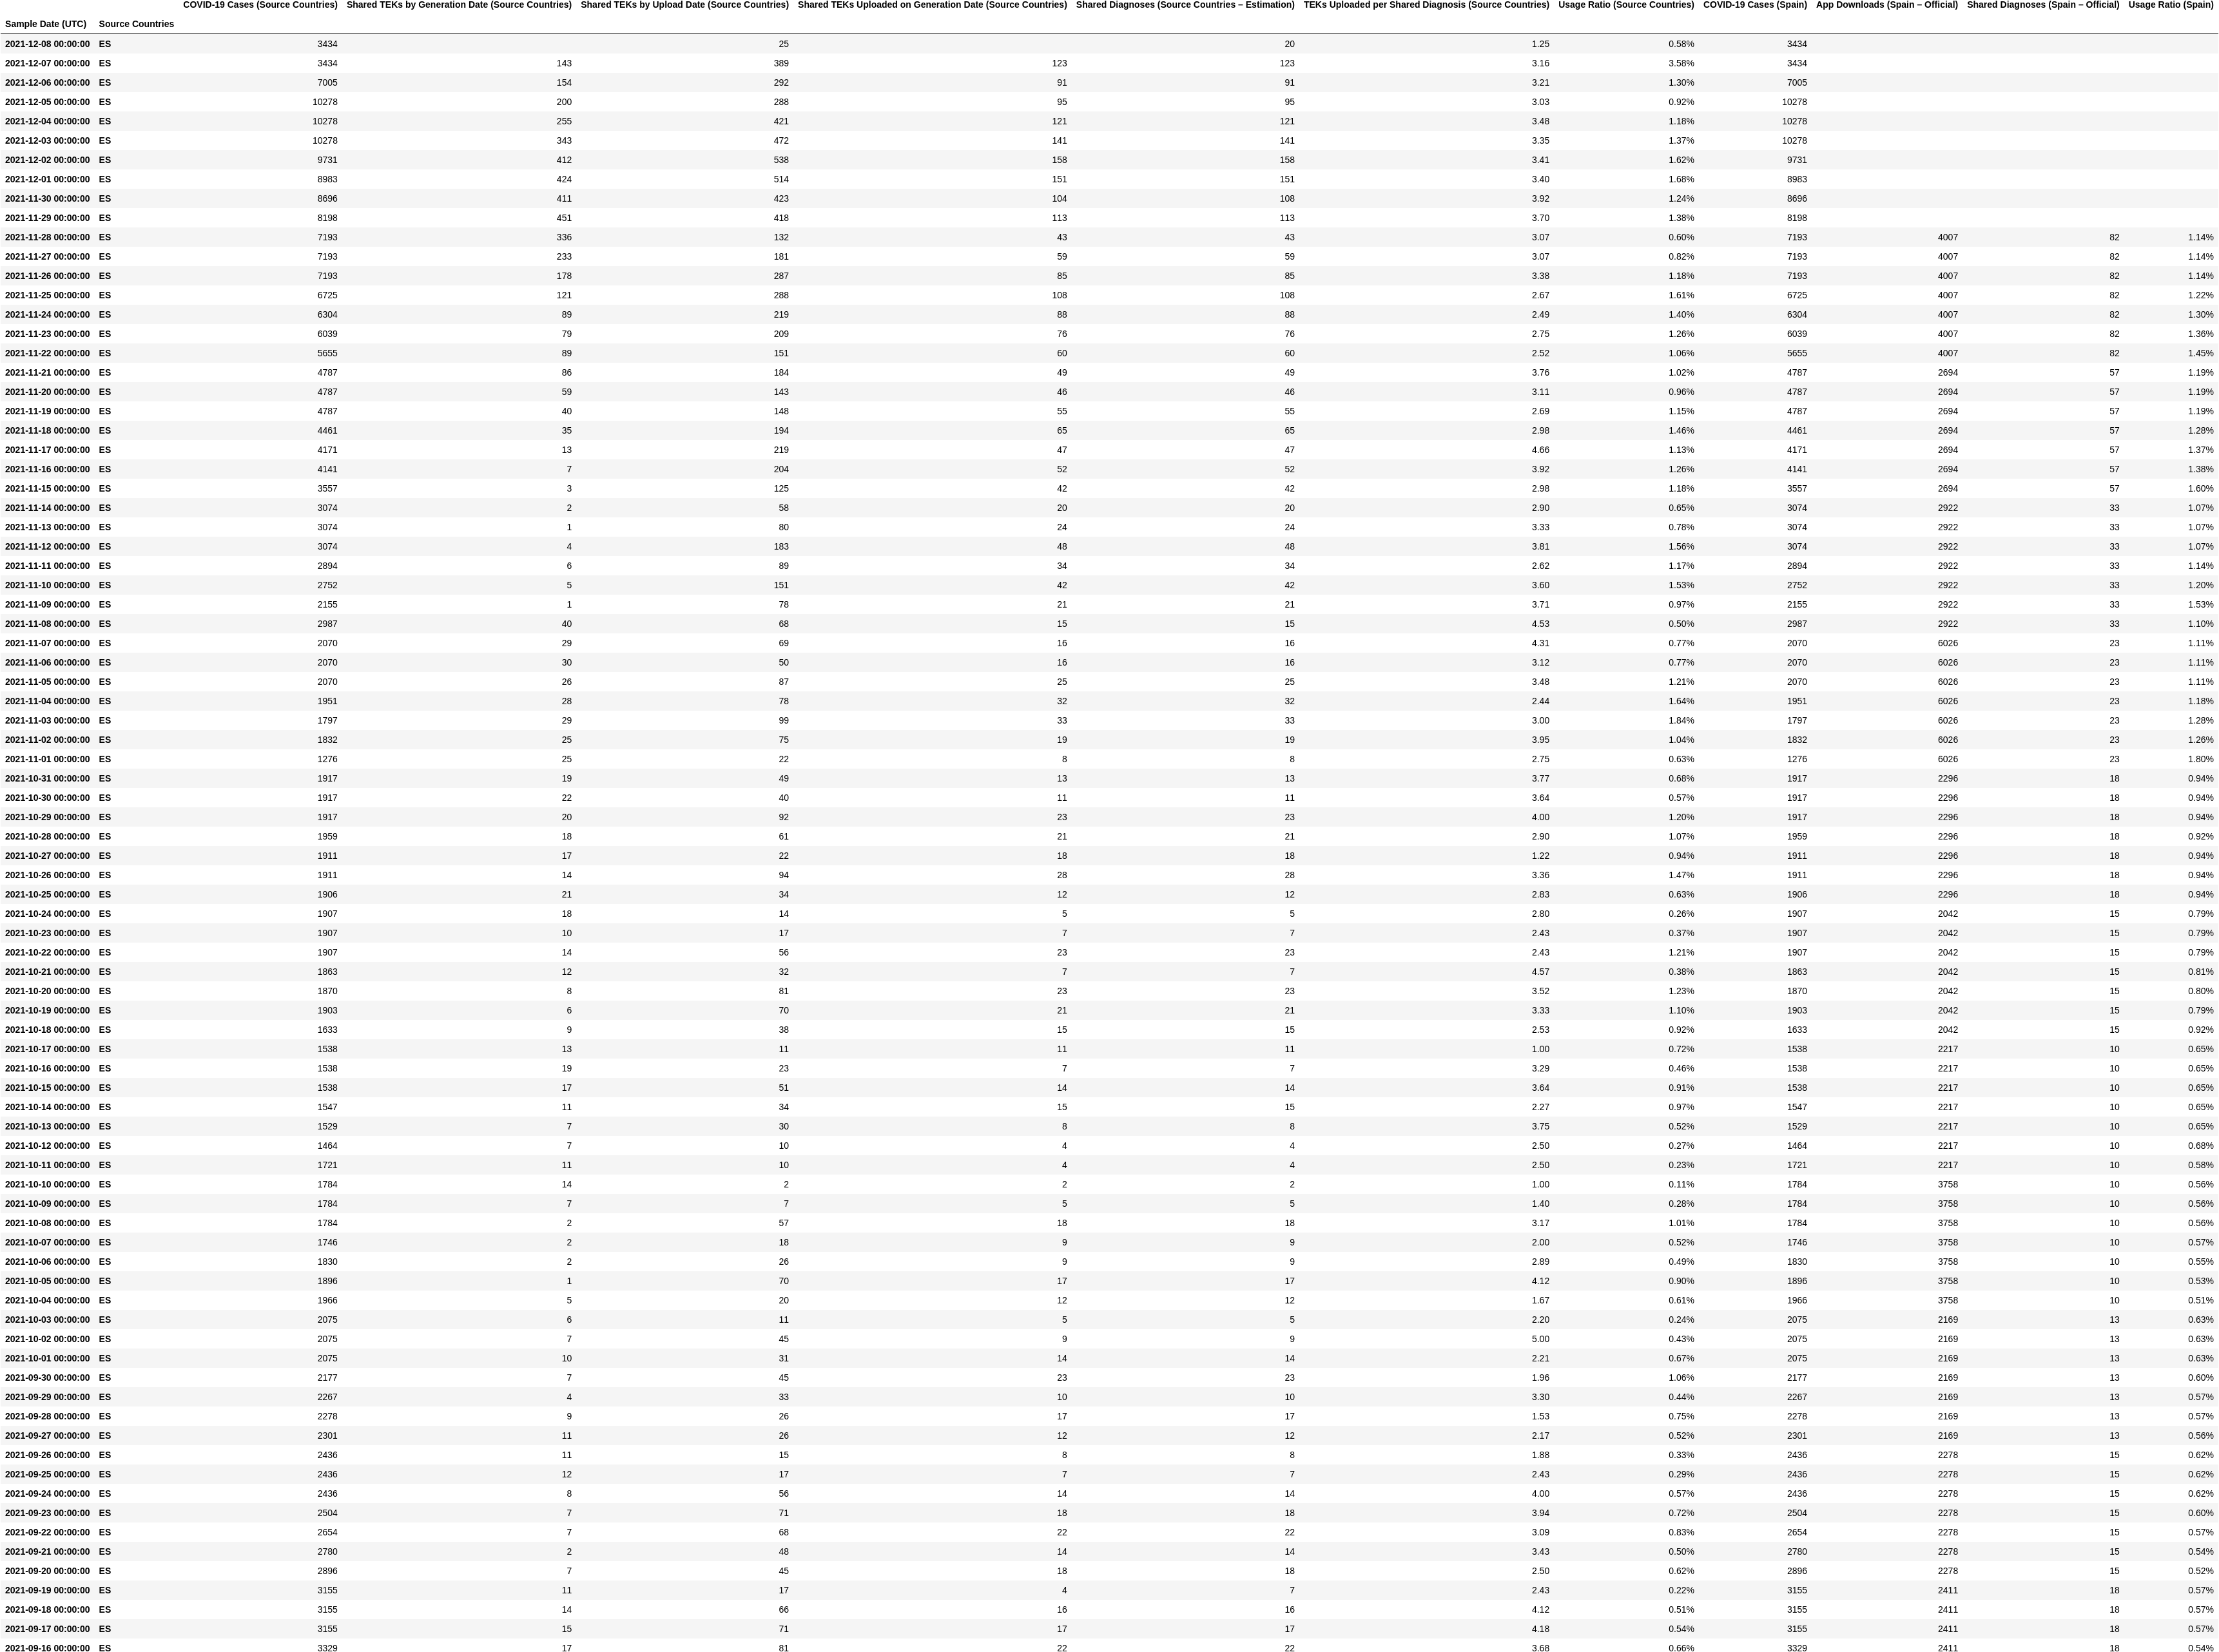 COVID-19 Cases (Source Countries) Shared TEKs by Generation Date (Source Countries) Shared TEKs by Upload Date (Source Countries) Shared TEKs Uploaded on Generation Date (Source Countries) Shared Diagnoses (Source Countries – Estimation) TEKs Uploaded per Shared Diagnosis (Source Countries) Usage Ratio (Source Countries) COVID-19 Cases (Spain) App Downloads (Spain – Official) Shared Diagnoses (Spain – Official) Usage Ratio (Spain)
Sample Date (UTC) Source Countries
2021-12-08 00:00:00 ES 3434 25 20 1.25 0.58% 3434
2021-12-07 00:00:00 ES 3434 143 389 123 123 3.16 3.58% 3434
2021-12-06 00:00:00 ES 7005 154 292 91 91 3.21 1.30% 7005
2021-12-05 00:00:00 ES 10278 200 288 95 95 3.03 0.92% 10278
2021-12-04 00:00:00 ES 10278 255 421 121 121 3.48 1.18% 10278
2021-12-03 00:00:00 ES 10278 343 472 141 141 3.35 1.37% 10278
2021-12-02 00:00:00 ES 9731 412 538 158 158 3.41 1.62% 9731
2021-12-01 00:00:00 ES 8983 424 514 151 151 3.40 1.68% 8983
2021-11-30 00:00:00 ES 8696 411 423 104 108 3.92 1.24% 8696
2021-11-29 00:00:00 ES 8198 451 418 113 113 3.70 1.38% 8198
2021-11-28 00:00:00 ES 7193 336 132 43 43 3.07 0.60% 7193 4007 82 1.14%
2021-11-27 00:00:00 ES 7193 233 181 59 59 3.07 0.82% 7193 4007 82 1.14%
2021-11-26 00:00:00 ES 7193 178 287 85 85 3.38 1.18% 7193 4007 82 1.14%
2021-11-25 00:00:00 ES 6725 121 288 108 108 2.67 1.61% 6725 4007 82 1.22%
2021-11-24 00:00:00 ES 6304 89 219 88 88 2.49 1.40% 6304 4007 82 1.30%
2021-11-23 00:00:00 ES 6039 79 209 76 76 2.75 1.26% 6039 4007 82 1.36%
2021-11-22 00:00:00 ES 5655 89 151 60 60 2.52 1.06% 5655 4007 82 1.45%
2021-11-21 00:00:00 ES 4787 86 184 49 49 3.76 1.02% 4787 2694 57 1.19%
2021-11-20 00:00:00 ES 4787 59 143 46 46 3.11 0.96% 4787 2694 57 1.19%
2021-11-19 00:00:00 ES 4787 40 148 55 55 2.69 1.15% 4787 2694 57 1.19%
2021-11-18 00:00:00 ES 4461 35 194 65 65 2.98 1.46% 4461 2694 57 1.28%
2021-11-17 00:00:00 ES 4171 13 219 47 47 4.66 1.13% 4171 2694 57 1.37%
2021-11-16 00:00:00 ES 4141 7 204 52 52 3.92 1.26% 4141 2694 57 1.38%
2021-11-15 00:00:00 ES 3557 3 125 42 42 2.98 1.18% 3557 2694 57 1.60%
2021-11-14 00:00:00 ES 3074 2 58 20 20 2.90 0.65% 3074 2922 33 1.07%
2021-11-13 00:00:00 ES 3074 1 80 24 24 3.33 0.78% 3074 2922 33 1.07%
2021-11-12 00:00:00 ES 3074 4 183 48 48 3.81 1.56% 3074 2922 33 1.07%
2021-11-11 00:00:00 ES 2894 6 89 34 34 2.62 1.17% 2894 2922 33 1.14%
2021-11-10 00:00:00 ES 2752 5 151 42 42 3.60 1.53% 2752 2922 33 1.20%
2021-11-09 00:00:00 ES 2155 1 78 21 21 3.71 0.97% 2155 2922 33 1.53%
2021-11-08 00:00:00 ES 2987 40 68 15 15 4.53 0.50% 2987 2922 33 1.10%
2021-11-07 00:00:00 ES 2070 29 69 16 16 4.31 0.77% 2070 6026 23 1.11%
2021-11-06 00:00:00 ES 2070 30 50 16 16 3.12 0.77% 2070 6026 23 1.11%
2021-11-05 00:00:00 ES 2070 26 87 25 25 3.48 1.21% 2070 6026 23 1.11%
2021-11-04 00:00:00 ES 1951 28 78 32 32 2.44 1.64% 1951 6026 23 1.18%
2021-11-03 00:00:00 ES 1797 29 99 33 33 3.00 1.84% 1797 6026 23 1.28%
2021-11-02 00:00:00 ES 1832 25 75 19 19 3.95 1.04% 1832 6026 23 1.26%
2021-11-01 00:00:00 ES 1276 25 22 8 8 2.75 0.63% 1276 6026 23 1.80%
2021-10-31 00:00:00 ES 1917 19 49 13 13 3.77 0.68% 1917 2296 18 0.94%
2021-10-30 00:00:00 ES 1917 22 40 11 11 3.64 0.57% 1917 2296 18 0.94%
2021-10-29 00:00:00 ES 1917 20 92 23 23 4.00 1.20% 1917 2296 18 0.94%
2021-10-28 00:00:00 ES 1959 18 61 21 21 2.90 1.07% 1959 2296 18 0.92%
2021-10-27 00:00:00 ES 1911 17 22 18 18 1.22 0.94% 1911 2296 18 0.94%
2021-10-26 00:00:00 ES 1911 14 94 28 28 3.36 1.47% 1911 2296 18 0.94%
2021-10-25 00:00:00 ES 1906 21 34 12 12 2.83 0.63% 1906 2296 18 0.94%
2021-10-24 00:00:00 ES 1907 18 14 5 5 2.80 0.26% 1907 2042 15 0.79%
2021-10-23 00:00:00 ES 1907 10 17 7 7 2.43 0.37% 1907 2042 15 0.79%
2021-10-22 00:00:00 ES 1907 14 56 23 23 2.43 1.21% 1907 2042 15 0.79%
2021-10-21 00:00:00 ES 1863 12 32 7 7 4.57 0.38% 1863 2042 15 0.81%
2021-10-20 00:00:00 ES 1870 8 81 23 23 3.52 1.23% 1870 2042 15 0.80%
2021-10-19 00:00:00 ES 1903 6 70 21 21 3.33 1.10% 1903 2042 15 0.79%
2021-10-18 00:00:00 ES 1633 9 38 15 15 2.53 0.92% 1633 2042 15 0.92%
2021-10-17 00:00:00 ES 1538 13 11 11 11 1.00 0.72% 1538 2217 10 0.65%
2021-10-16 00:00:00 ES 1538 19 23 7 7 3.29 0.46% 1538 2217 10 0.65%
2021-10-15 00:00:00 ES 1538 17 51 14 14 3.64 0.91% 1538 2217 10 0.65%
2021-10-14 00:00:00 ES 1547 11 34 15 15 2.27 0.97% 1547 2217 10 0.65%
2021-10-13 00:00:00 ES 1529 7 30 8 8 3.75 0.52% 1529 2217 10 0.65%
2021-10-12 00:00:00 ES 1464 7 10 4 4 2.50 0.27% 1464 2217 10 0.68%
2021-10-11 00:00:00 ES 1721 11 10 4 4 2.50 0.23% 1721 2217 10 0.58%
2021-10-10 00:00:00 ES 1784 14 2 2 2 1.00 0.11% 1784 3758 10 0.56%
2021-10-09 00:00:00 ES 1784 7 7 5 5 1.40 0.28% 1784 3758 10 0.56%
2021-10-08 00:00:00 ES 1784 2 57 18 18 3.17 1.01% 1784 3758 10 0.56%
2021-10-07 00:00:00 ES 1746 2 18 9 9 2.00 0.52% 1746 3758 10 0.57%
2021-10-06 00:00:00 ES 1830 2 26 9 9 2.89 0.49% 1830 3758 10 0.55%
2021-10-05 00:00:00 ES 1896 1 70 17 17 4.12 0.90% 1896 3758 10 0.53%
2021-10-04 00:00:00 ES 1966 5 20 12 12 1.67 0.61% 1966 3758 10 0.51%
2021-10-03 00:00:00 ES 2075 6 11 5 5 2.20 0.24% 2075 2169 13 0.63%
2021-10-02 00:00:00 ES 2075 7 45 9 9 5.00 0.43% 2075 2169 13 0.63%
2021-10-01 00:00:00 ES 2075 10 31 14 14 2.21 0.67% 2075 2169 13 0.63%
2021-09-30 00:00:00 ES 2177 7 45 23 23 1.96 1.06% 2177 2169 13 0.60%
2021-09-29 00:00:00 ES 2267 4 33 10 10 3.30 0.44% 2267 2169 13 0.57%
2021-09-28 00:00:00 ES 2278 9 26 17 17 1.53 0.75% 2278 2169 13 0.57%
2021-09-27 00:00:00 ES 2301 11 26 12 12 2.17 0.52% 2301 2169 13 0.56%
2021-09-26 00:00:00 ES 2436 11 15 8 8 1.88 0.33% 2436 2278 15 0.62%
2021-09-25 00:00:00 ES 2436 12 17 7 7 2.43 0.29% 2436 2278 15 0.62%
2021-09-24 00:00:00 ES 2436 8 56 14 14 4.00 0.57% 2436 2278 15 0.62%
2021-09-23 00:00:00 ES 2504 7 71 18 18 3.94 0.72% 2504 2278 15 0.60%
2021-09-22 00:00:00 ES 2654 7 68 22 22 3.09 0.83% 2654 2278 15 0.57%
2021-09-21 00:00:00 ES 2780 2 48 14 14 3.43 0.50% 2780 2278 15 0.54%
2021-09-20 00:00:00 ES 2896 7 45 18 18 2.50 0.62% 2896 2278 15 0.52%
2021-09-19 00:00:00 ES 3155 11 17 4 7 2.43 0.22% 3155 2411 18 0.57%
2021-09-18 00:00:00 ES 3155 14 66 16 16 4.12 0.51% 3155 2411 18 0.57%
2021-09-17 00:00:00 ES 3155 15 71 17 17 4.18 0.54% 3155 2411 18 0.57%
2021-09-16 00:00:00 ES 3329 17 81 22 22 3.68 0.66% 3329 2411 18 0.54%